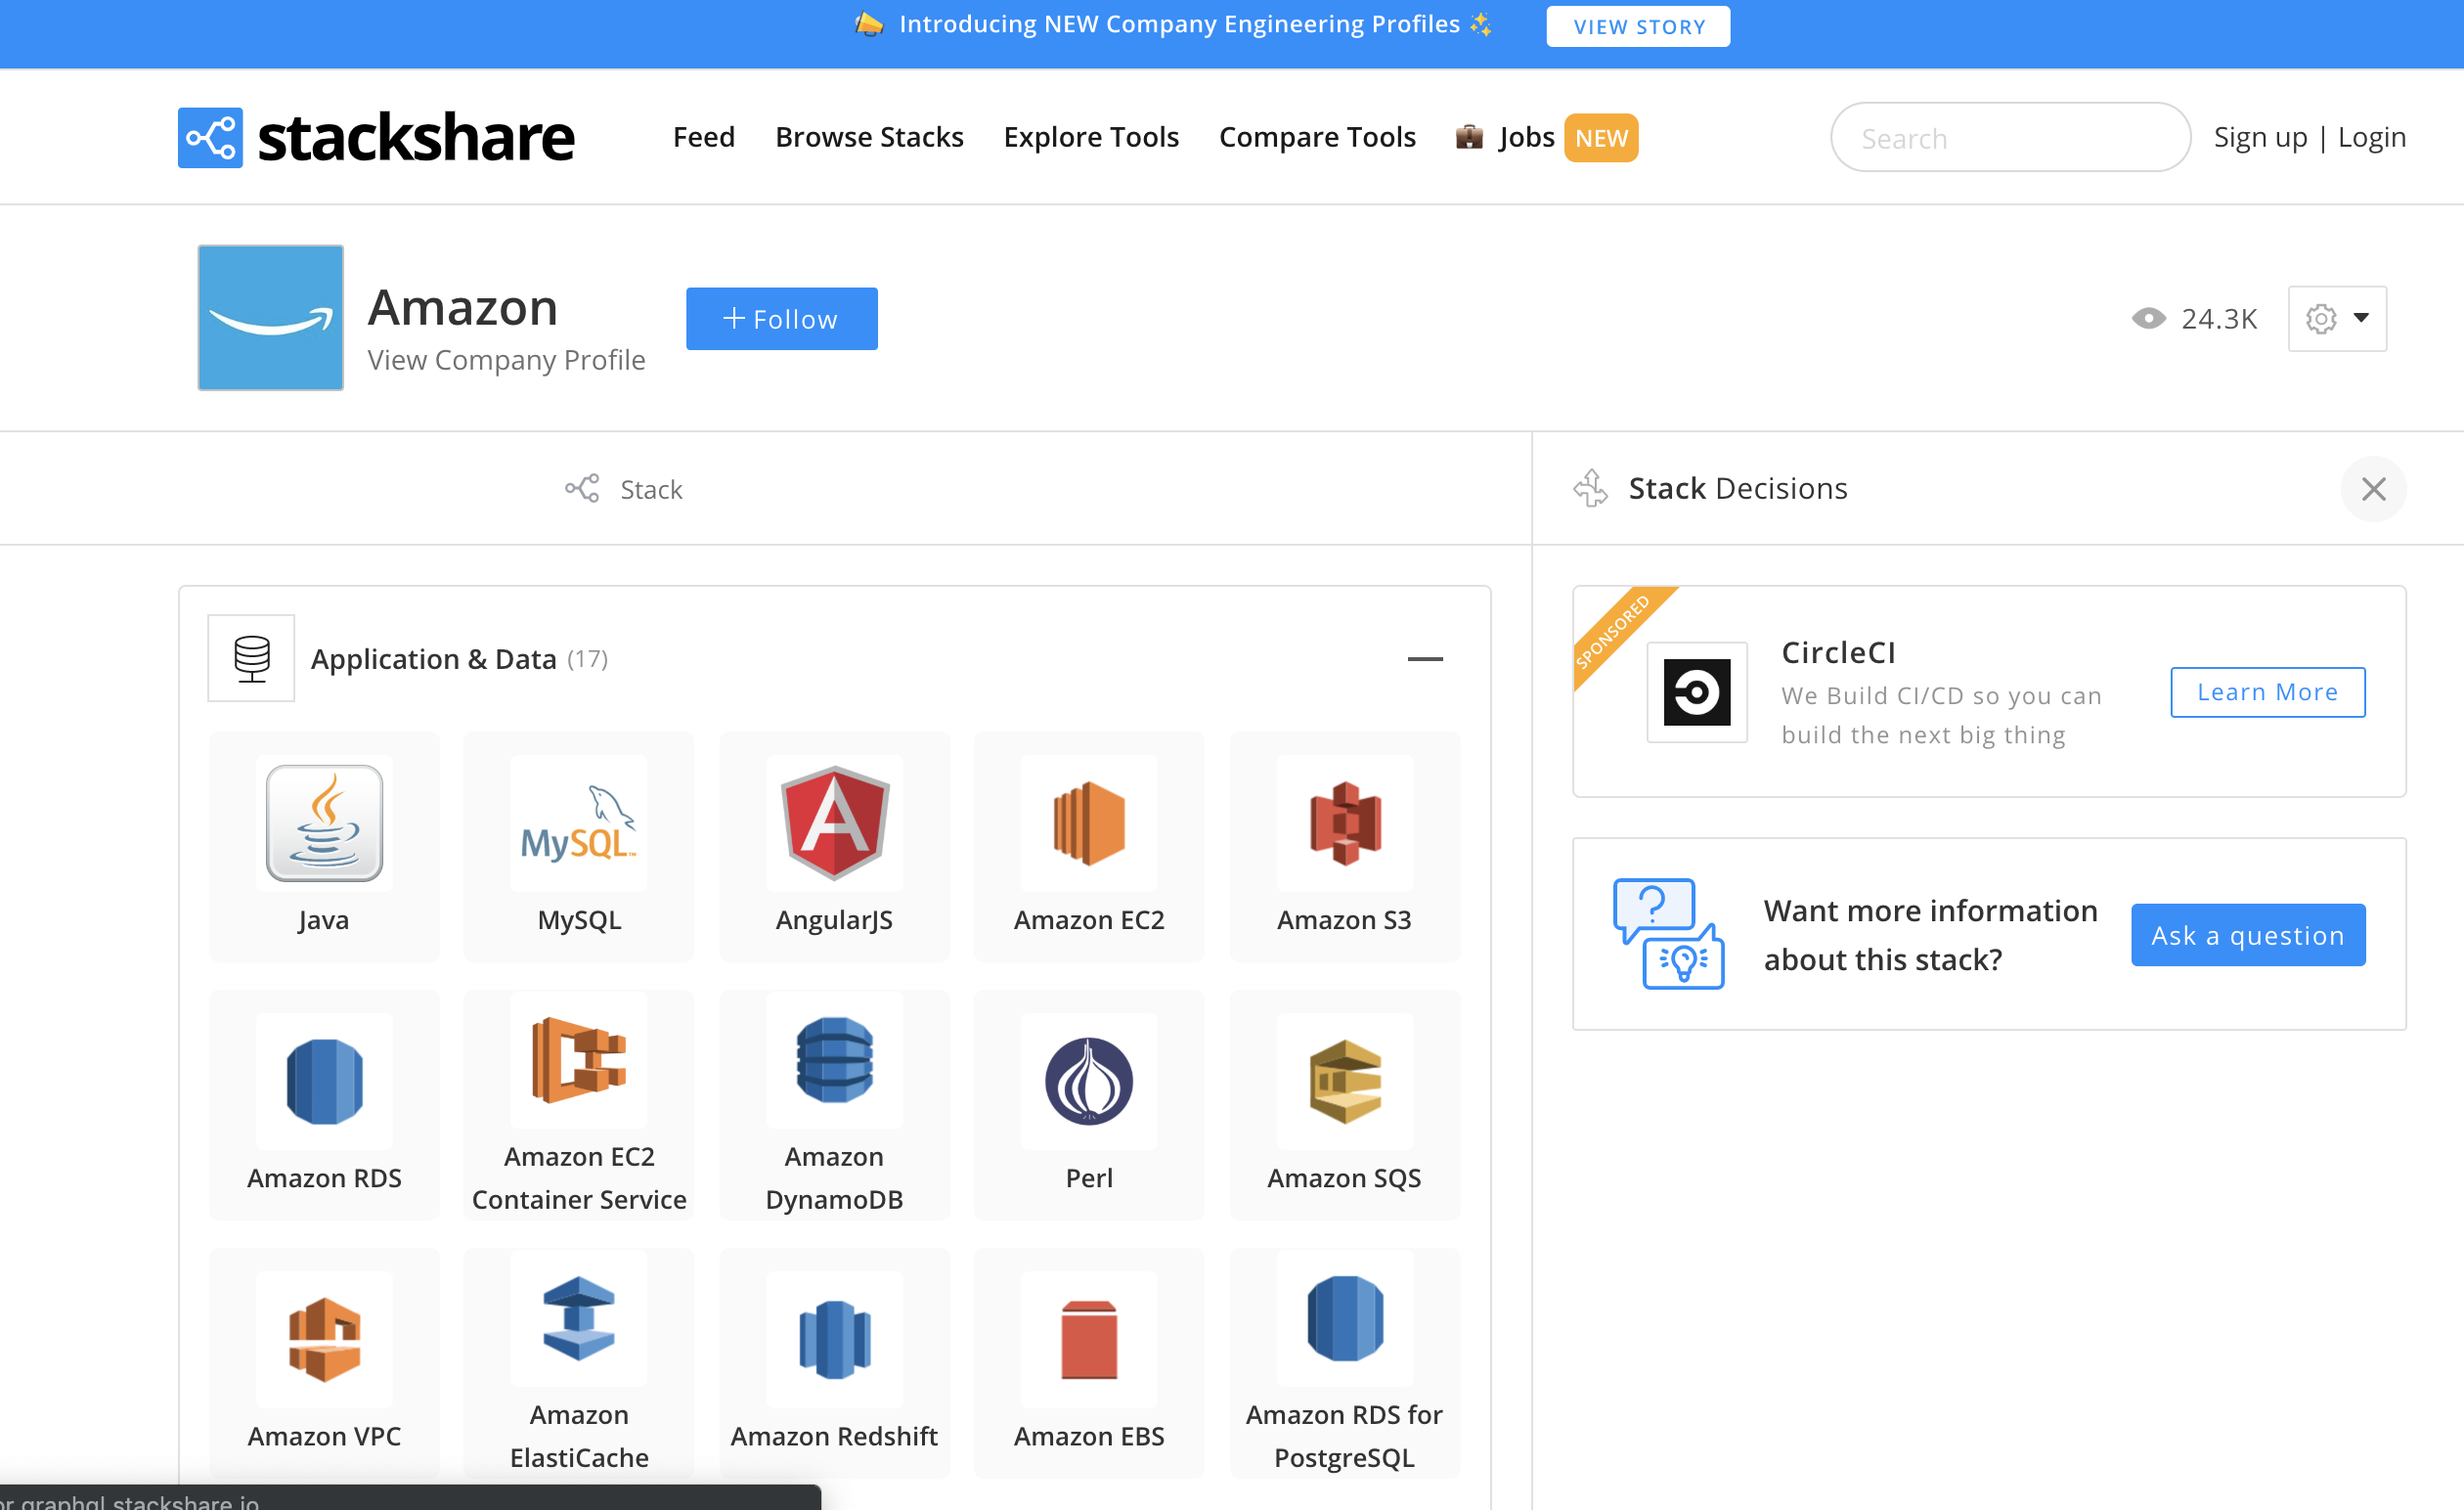 Introducing NEW Company Engineering Profiles
VIEW STORY
stackshare
Feed
Browse Stacks
Explore Tools
Compare Tools
Jobs
NEW
Search
Sign up | Login
Amazon
View Company Profile
+ Follow
24.3K
Stack
Stack Decisions
Application & Data (17)
SPONSORED
CircleCI
We Build CI/CD so you can
build the next big thing
Learn More
Java
MySQL™
MySQL
AngularJS
Amazon EC2
Amazon S3
Want more information
about this stack?
Ask a question
Amazon RDS
Amazon EC2
Container Service
Amazon
DynamoDB
Perl
Amazon SQS
Amazon VPC
Amazon
ElastiCache
Amazon Redshift
Amazon EBS
Amazon RDS for
PostgreSQL
graphql.stackshare.io